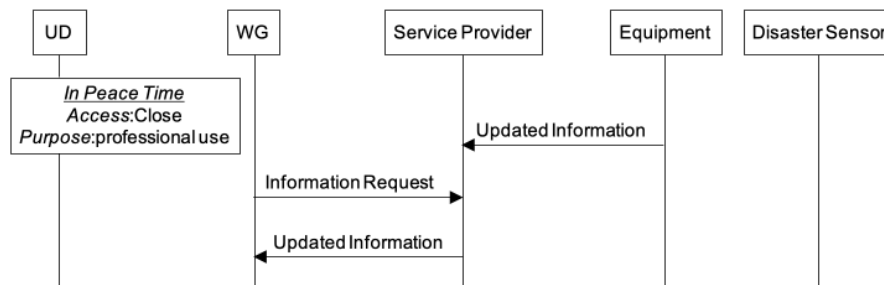 UD
WG
Service Provider
Equipment
Disaster Sensor
In Peace Time
Access:Close
Purpose:professional use
Updated Information
Information Request
Updated Information